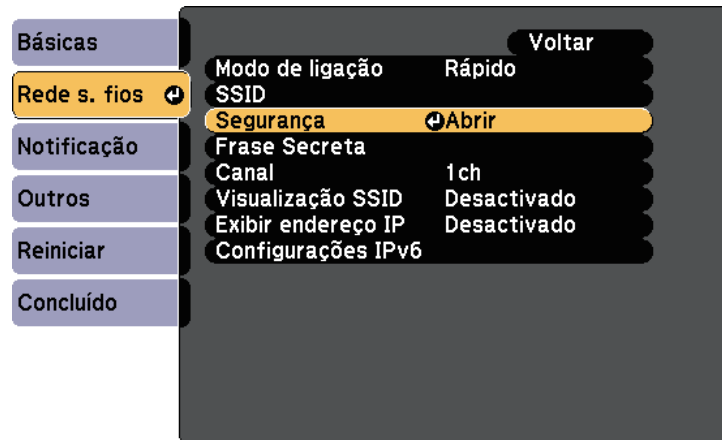 Básicas
Rede s. fios
Notificação
Outros
Reiniciar
Concluído
Voltar
Modo de ligação Rápido
SSID
Segurança Abrir
Frase Secreta
Canal 1ch
Visualização SSID Desactivado
Exibir endereço IP Desactivado
Configurações IPv6